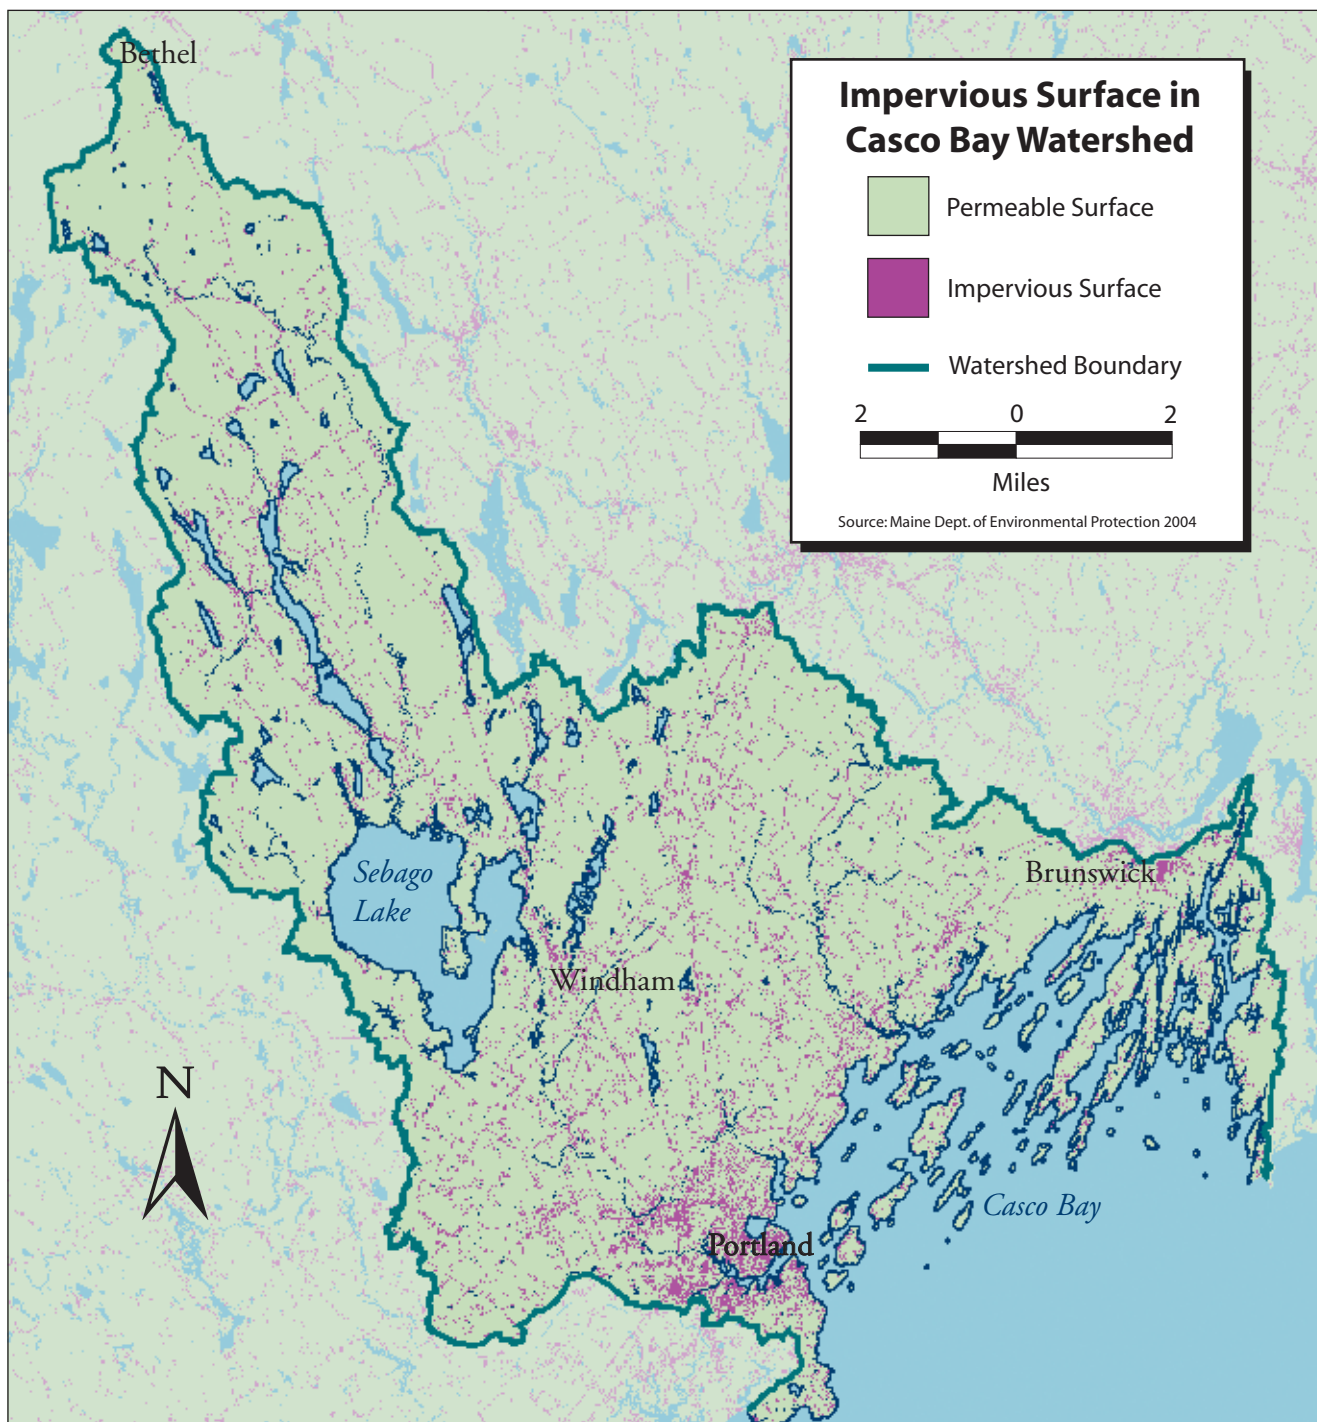 Bethel
Impervious Surface in
Casco Bay Watershed
Permeable Surface
Impervious Surface
Watershed Boundary
2 0 2
Miles
Source: Maine Dept. of Environmental Protection 2004
Sebago
Lake
Brunswick
Windham
N
Casco Bay
Portland